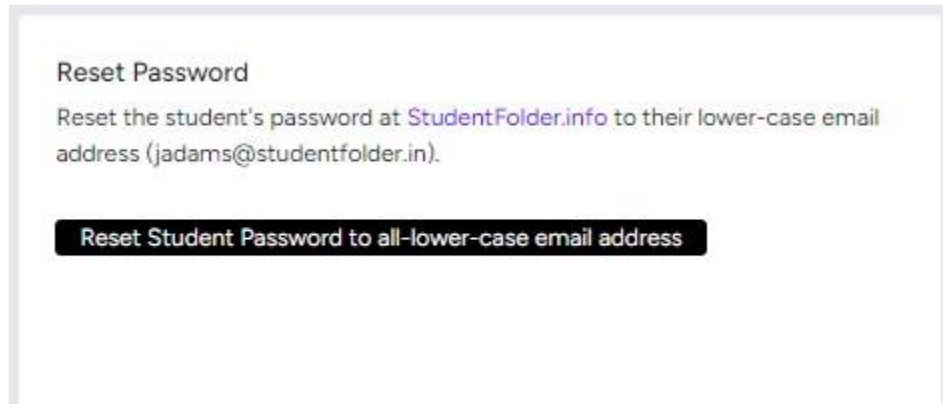 Reset Password
Reset the student's password at StudentFolder.info to their lower-case email
address (jadams@studentfolder.in).
Reset Student Password to all-lower-case email address